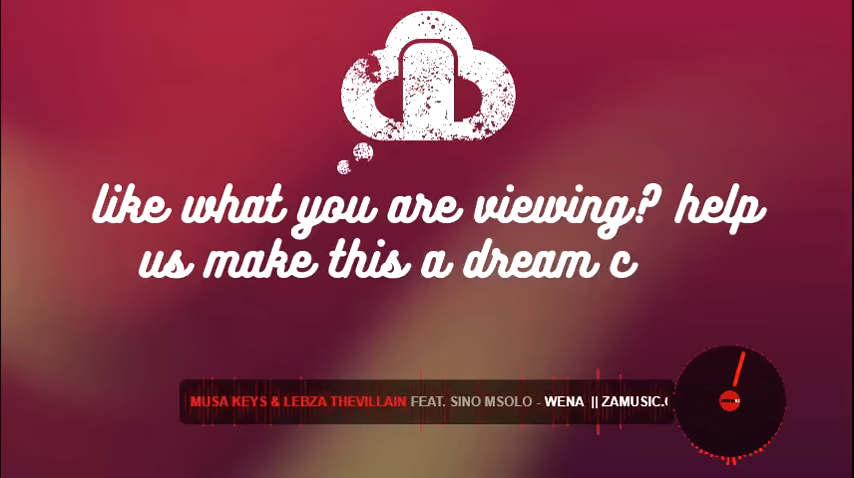 like what you are viewing? help
us make this a dream c
MUSA KEYS & LEBZA THEVILLAIN FEAT. SINO MSOLO - WENA || ZAMUSIC.